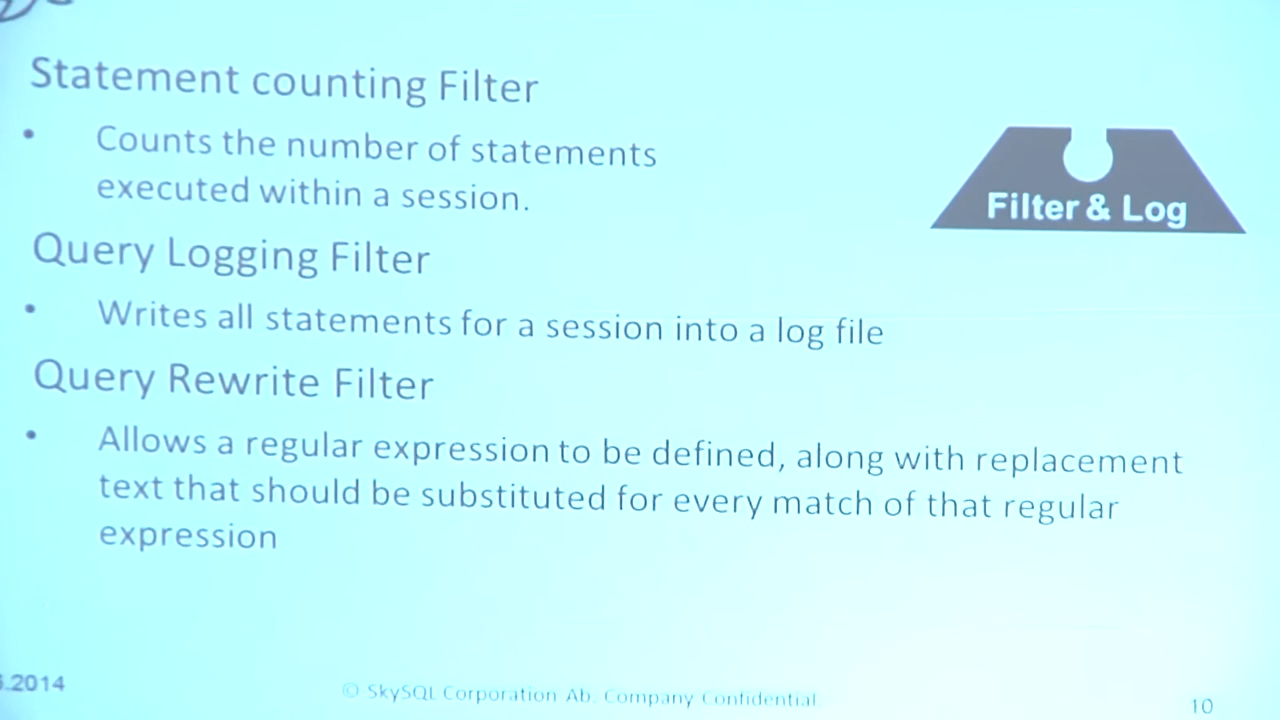 Statement counting Filter
• Counts the number of statements
executed within a session.
Filter & Log
Query Logging Filter
• Writes all statements for a session into a log file
Query Rewrite Filter
• Allows a regular expression to be defined, along with replacement
text that should be substituted for every match of that regular
expression
.2014
© SkySQL Corporation Ab. Company Confidential
10